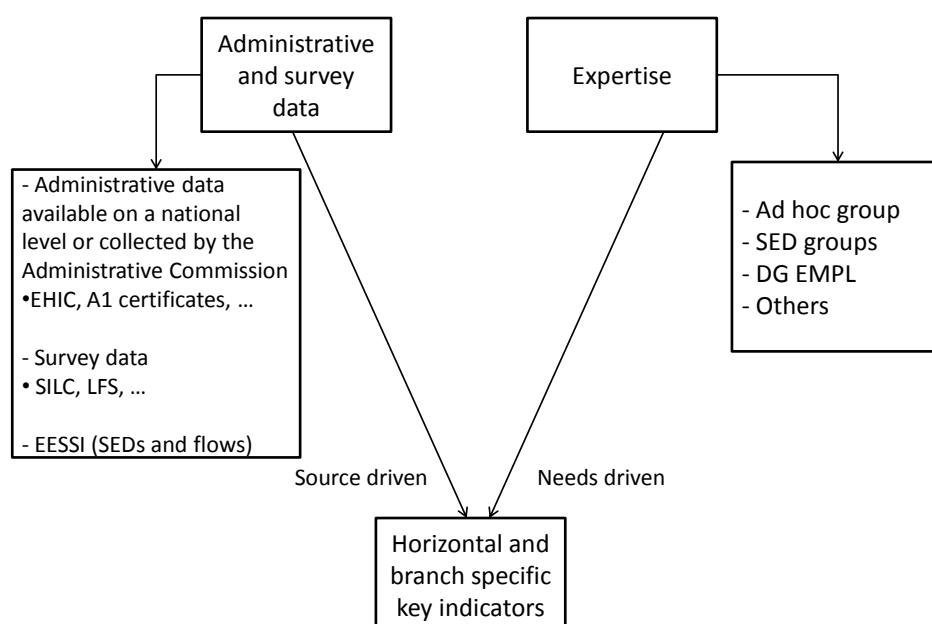 Administrative
and survey
data
Expertise
- Administrative data
available on a national
level or collected by the
Administrative Commission
•EHIC, A1 certificates, ...
- Survey data
• SILC, LFS, ...
- EESSI (SEDs and flows)
- Ad hoc group
- SED groups
- DG EMPL
- Others
Source driven
Needs driven
Horizontal and
branch specific
key indicators